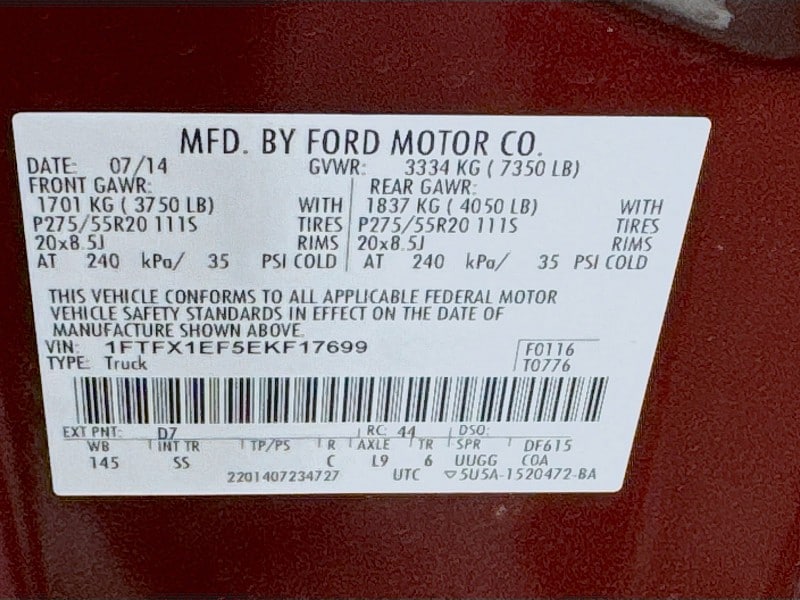 MFD. BY FORD MOTOR CO.
DATE: 07/14 GVWR: 3334 KG ( 7350 LB)
FRONT GAWR: REAR GAWR:
1701 KG ( 3750 LB) WITH 1837 KG ( 4050 LB) WITH
P275/55R20 111S TIRES P275/55R20 111S TIRES
20x8.5J RIMS 20x8.5J RIMS
AT 240 kPa/ 35 PSI COLD AT 240 kPa/ 35 PSI COLD
THIS VEHICLE CONFORMS TO ALL APPLICABLE FEDERAL MOTOR
VEHICLE SAFETY STANDARDS IN EFFECT ON THE DATE OF
MANUFACTURE SHOWN ABOVE.
VIN: 1FTFX1EF5EKF17699 F0116
TYPE: Truck T0776
EXT PNT: D7 RC: 44 DSO:
WB INT TR TP/PS R AXLE TR SPR DF615
145 SS C L9 6 UUGG COA
2201407234727 UTC ▽5U5A-1520472-BA